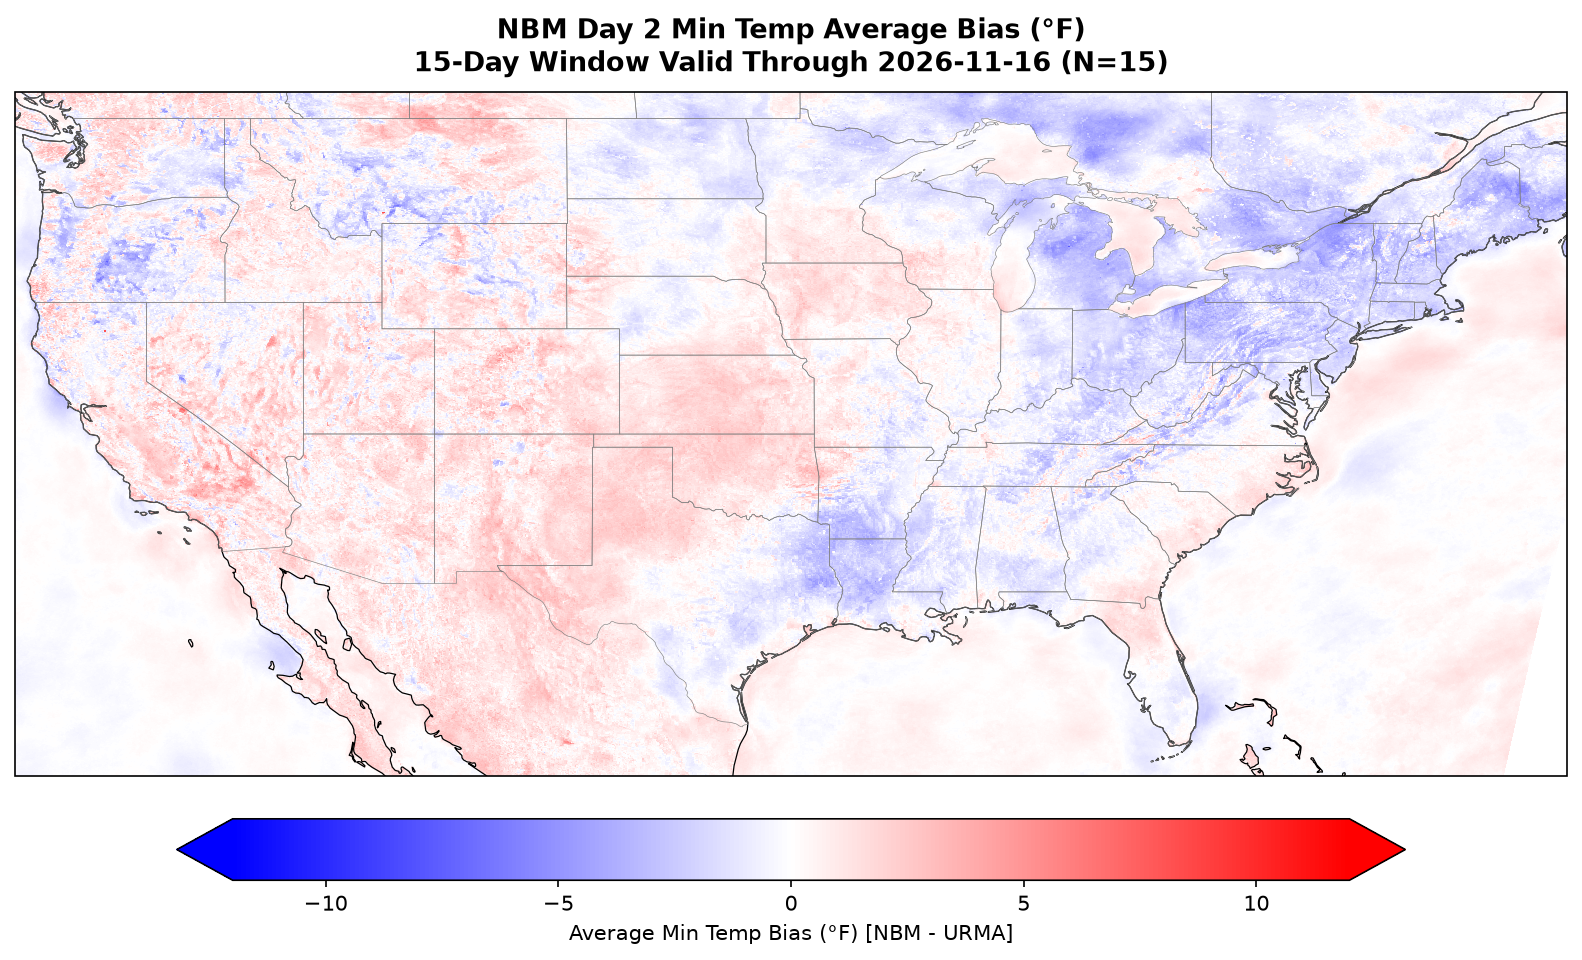 NBM Day 2 Min Temp Average Bias (°F)
15-Day Window Valid Through 2026-11-16 (N=15)
−10 −5 0 5 10
Average Min Temp Bias (°F) [NBM - URMA]